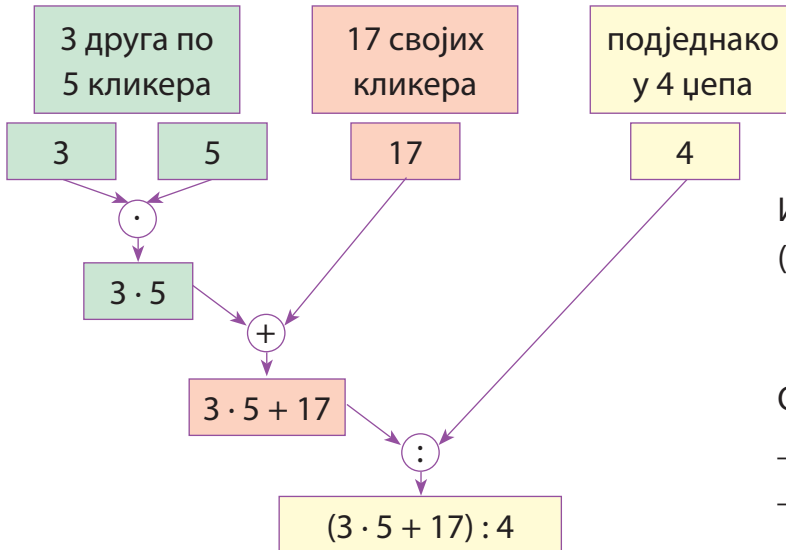 3 друга по
5 кликера
17 својих
кликера
подједнако
у 4 џепа
3
5
17
4
·
3 · 5
+
3 · 5 + 17
:
(3 · 5 + 17) : 4